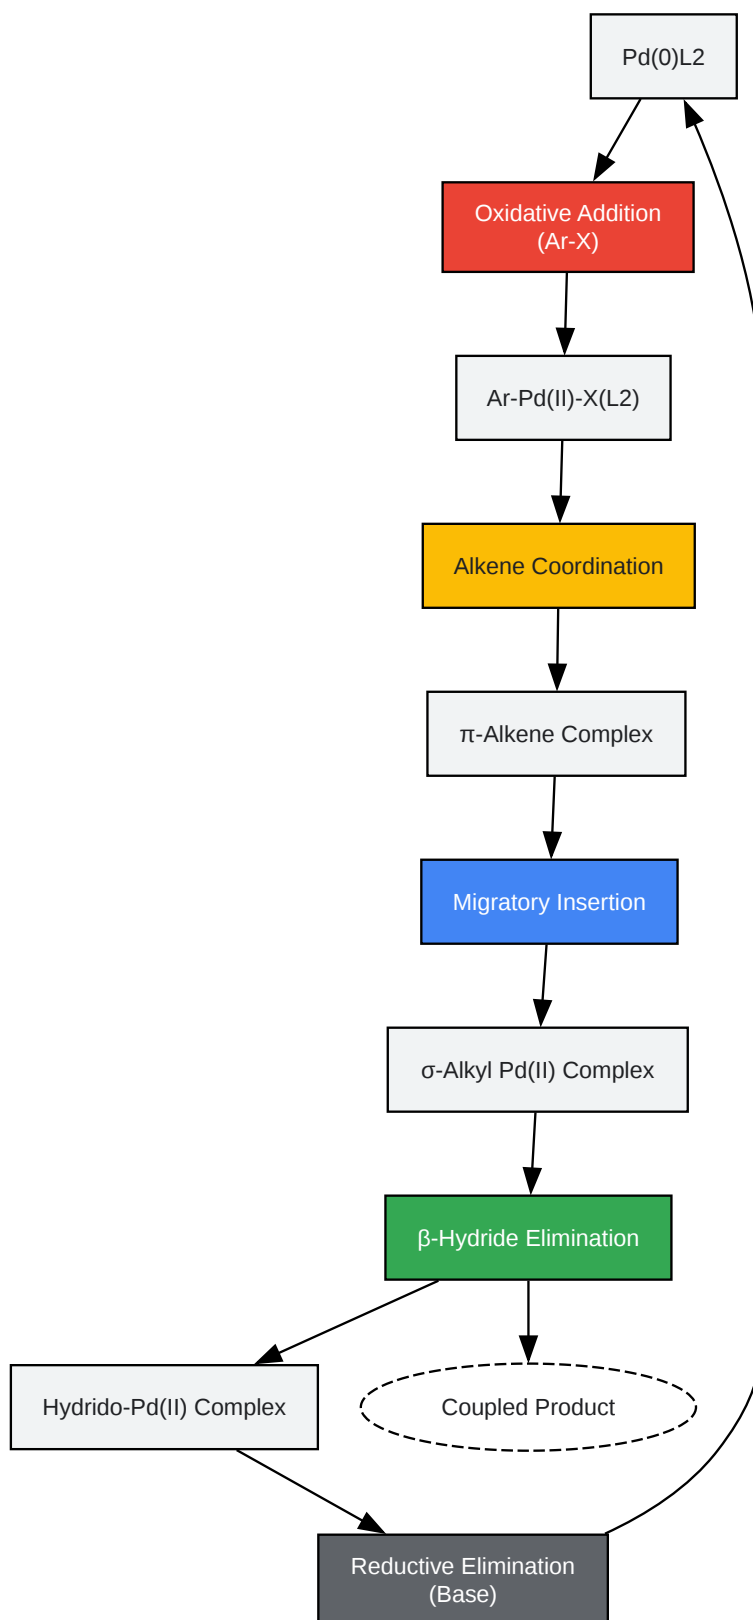 Pd(0)L2
Oxidative Addition
(Ar-X)
Ar-Pd(II)-X(L2)
Alkene Coordination
π-Alkene Complex
Migratory Insertion
σ-Alkyl Pd(II) Complex
β-Hydride Elimination
Hydrido-Pd(II) Complex
Coupled Product
Reductive Elimination
(Base)